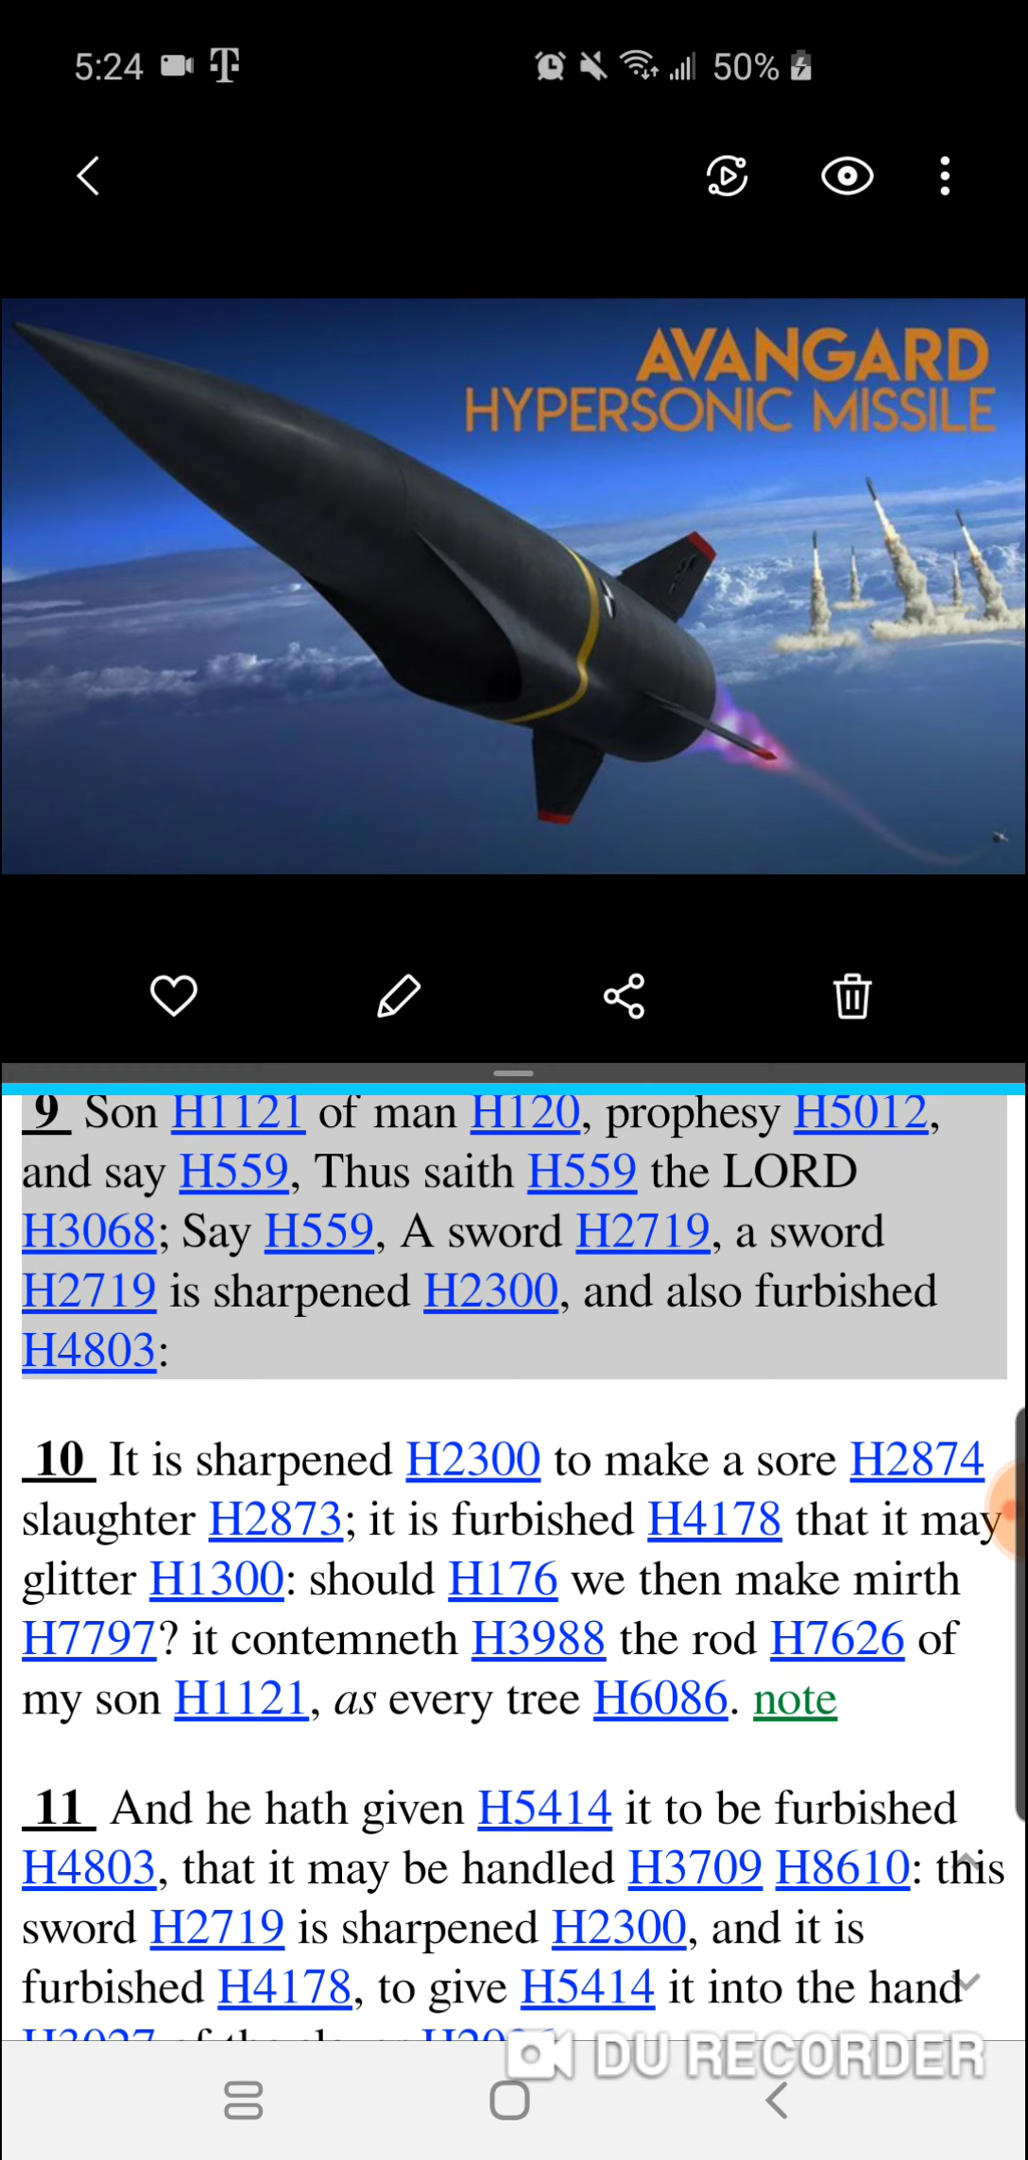 5:24
50%
AVANGARD
HYPERSONIC MISSILE
9 Son H1121 of man H120, prophesy H5012,
and say H559, Thus saith H559 the LORD
H3068; Say H559, A sword H2719, a sword
H2719 is sharpened H2300, and also furbished
H4803:
10 It is sharpened H2300 to make a sore H2874
slaughter H2873; it is furbished H4178 that it may
glitter H1300: should H176 we then make mirth
H7797? it contemneth H3988 the rod H7626 of
my son H1121, as every tree H6086. note
11 And he hath given H5414 it to be furbished
H4803, that it may be handled H3709 H8610: this
sword H2719 is sharpened H2300, and it is
furbished H4178, to give H5414 it into the hand
H3027 of the
DU RECORDER